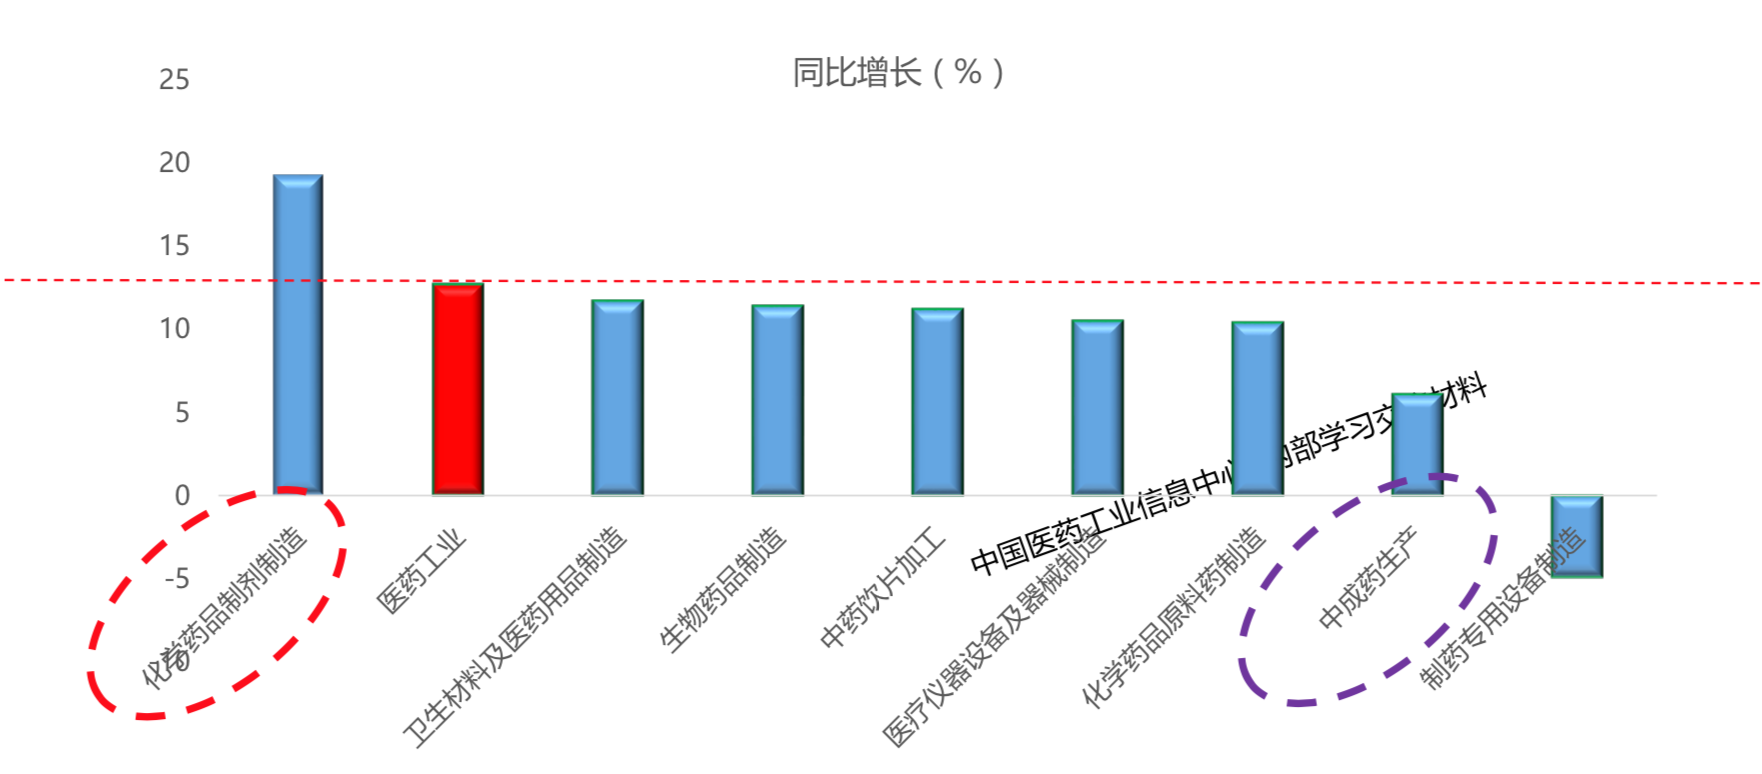 同比增长（%）
25
20
15
10
5
0
-5
化学药品制剂制造
医药工业
卫生材料及医药用品制造
生物药品制造
中药饮片加工
医疗仪器设备及器械制造
化学药品原料药制造
中成药生产
制药专用设备制造
中国医药工业信息中心
内部学习交
材料